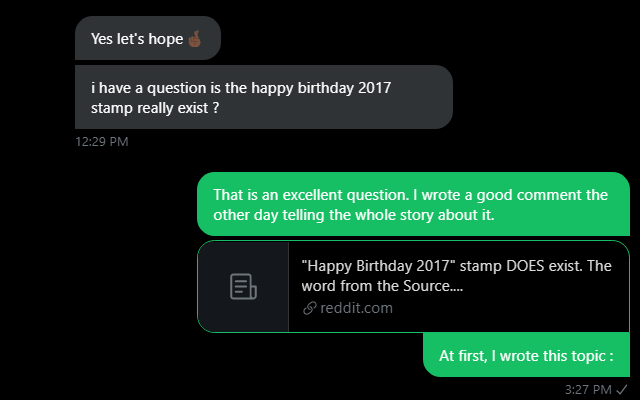 Yes let's hope 🤞🏾
i have a question is the happy birthday 2017
stamp really exist ?
12:29 PM
That is an excellent question. I wrote a good comment the
other day telling the whole story about it.
"Happy Birthday 2017" stamp DOES exist. The
word from the Source....
reddit.com
At first, I wrote this topic :
3:27 PM ✓